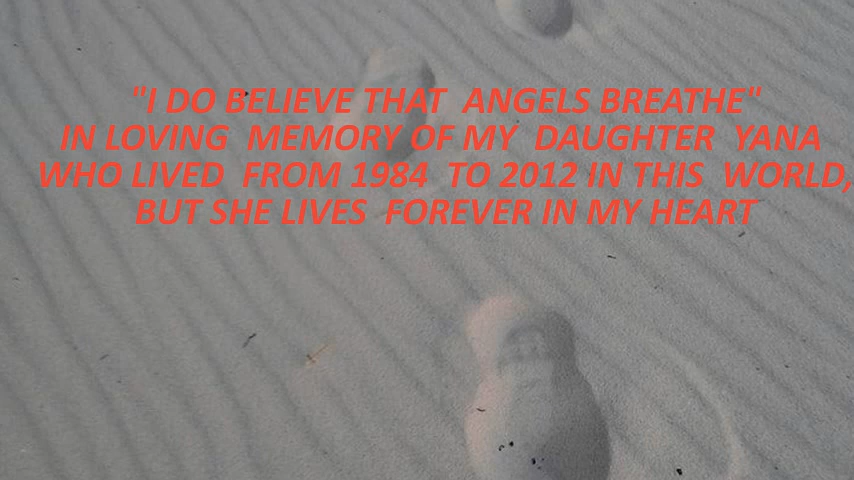 "I DO BELIEVE THAT ANGELS BREATHE"
IN LOVING MEMORY OF MY DAUGHTER YANA
WHO LIVED FROM 1984 TO 2012 IN THIS WORLD,
BUT SHE LIVES FOREVER IN MY HEART